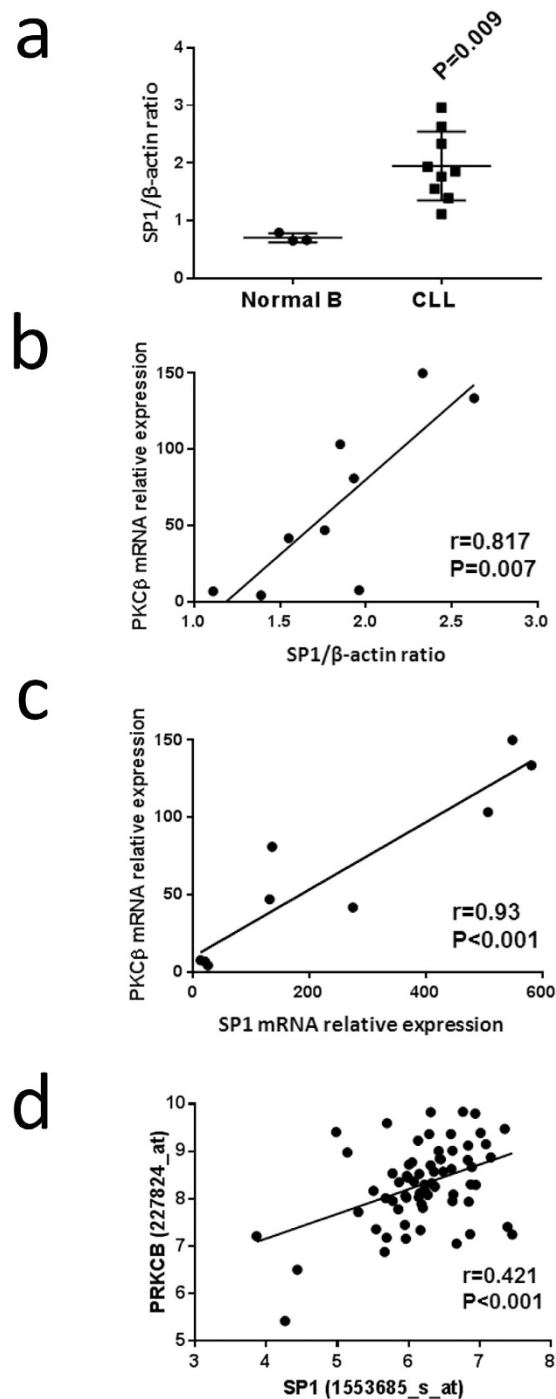 a
P=0.009
SP1/β-actin ratio
4
3
2
1
0
Normal B
CLL
b
PKCβ mRNA relative expression
150
100
50
0
1.0
1.5
2.0
2.5
3.0
r=0.817
P=0.007
SP1/β-actin ratio
c
PKCβ mRNA relative expression
150
100
50
0
0
200
400
600
r=0.93
P<0.001
SP1 mRNA relative expression
d
PRKCB (227824_at)
10
9
8
7
6
5
3
4
5
6
7
8
r=0.421
P<0.001
SP1 (1553685_s_at)